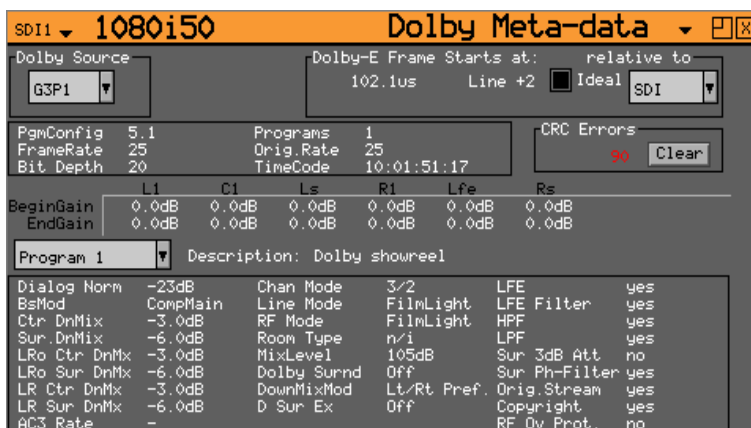 SDI1 1080i50 Dolby Meta-data
Dolby Source Dolby-E Frame Starts at: relative to
102.1us Line +2 Ideal
G3P1 SDI
PgmConfig 5.1 Programs 1 CRC Errors
FrameRate 25 Orig.Rate 25 90 Clear
Bit Depth 20 TimeCode 10:01:51:17
L1 C1 Ls R1 Lfe Rs
BeginGain 0.0dB 0.0dB 0.0dB 0.0dB 0.0dB 0.0dB
EndGain 0.0dB 0.0dB 0.0dB 0.0dB 0.0dB 0.0dB
Program 1 Description: Dolby showreel
Dialog Norm -23dB Chan Mode 3/2 LFE yes
BsMod CompMain Line Mode FilmLight LFE Filter yes
Ctr DnMix -3.0dB RF Mode FilmLight HPF yes
Sur.DnMix -6.0dB Room Type n/i LPF yes
LRo Ctr DnMx -3.0dB MixLevel 105dB Sur 3dB Att no
LRo Sur DnMx -6.0dB Dolby Surnd Off Sur Ph-Filter yes
LR Ctr DnMx -3.0dB DownMixMod Lt/Rt Pref. Orig.Stream yes
LR Sur DnMx -6.0dB D Sur Ex Off Copyright yes
AC3 Rate - RF Ov Prot. no